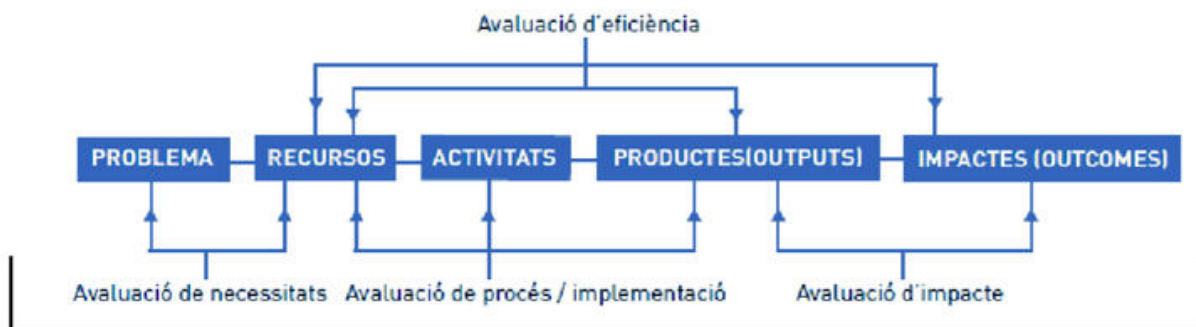 Avaluació d'eficiència
PROBLEMA RECURSOS ACTIVITATS PRODUCTES(OUTPUTS) IMPACTES (OUTCOMES)
Avaluació de necessitats Avaluació de procés / implementació Avaluació d'impacte